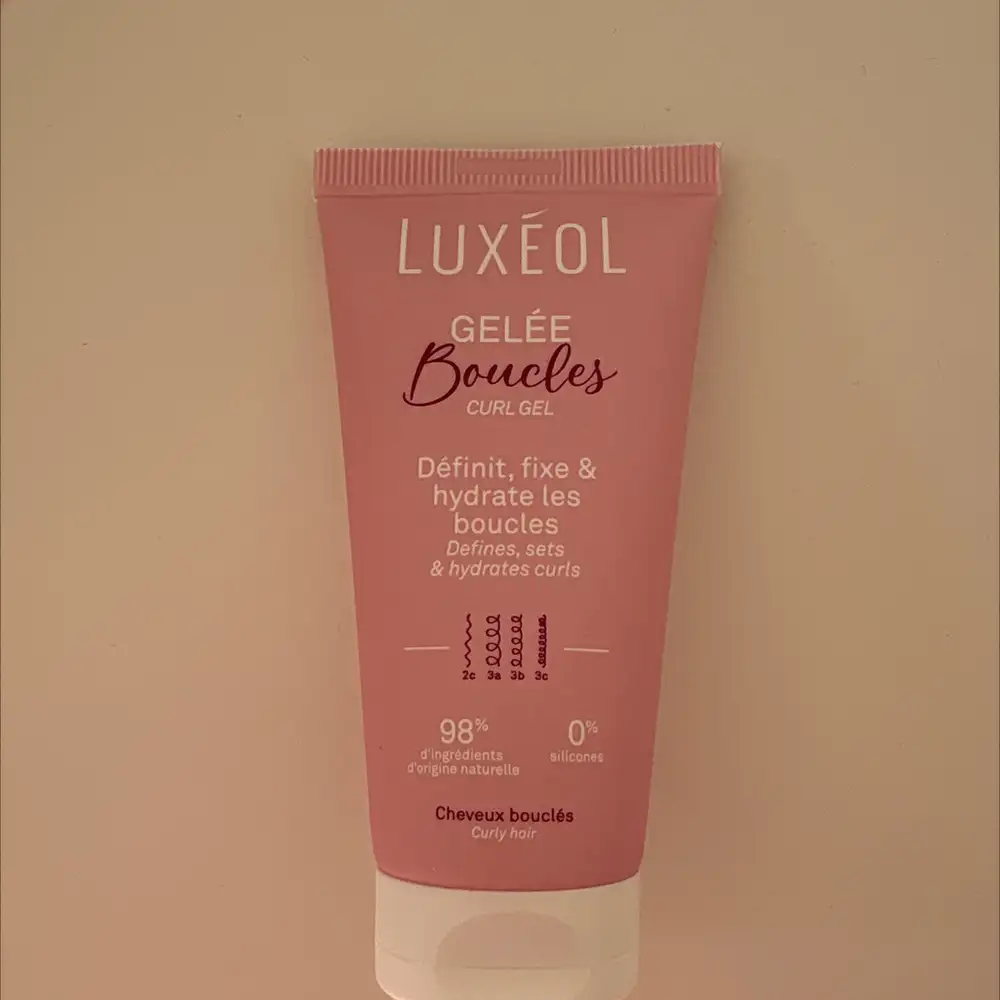 LUXÉOL
GELÉE
Boucles
CURL GEL
Définit, fixe &
hydrate les
boucles
Defines, sets
& hydrates curls
2c 3a 3b 3c
98%
d'ingrédients
d'origine naturelle
0%
silicones
Cheveux bouclés
Curly hair